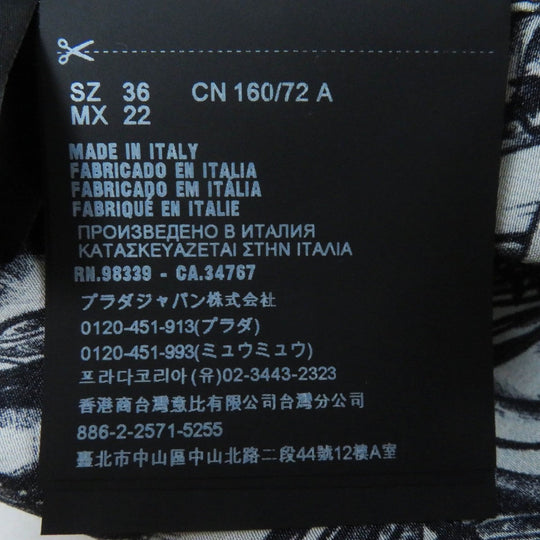 SZ 36 CN 160/72 A
MX 22
MADE IN ITALY
FABRICADO EN ITALIA
FABRICADO EM ITÁLIA
FABRIQUÉ EN ITALIE
ПРОИЗВЕДЕНО В ИТАЛИЯ
ΚΑΤΑΣΚΕΥΑΖΕΤΑΙ ΣΤΗΝ ΙΤΑΛΙΑ
RN.98339 - CA.34767
プラダジャパン株式会社
0120-451-913(プラダ)
0120-451-993(ミュウミュウ)
프라다코리아(유)02-3443-2323
香港商台灣意比有限公司台灣分公司
886-2-2571-5255
臺北市中山區中山北路二段44號12樓A室